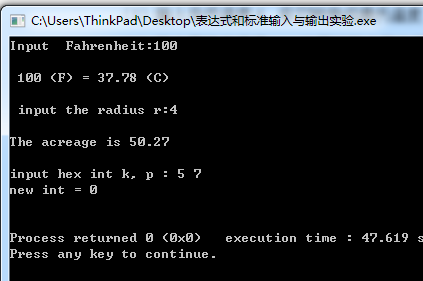 C:\Users\ThinkPad\Desktop\表达式和标准输入与输出实验.exe
Input  Fahrenheit:100
 100 (F) = 37.78 (C)
 input the radius r:4
The acreage is 50.27
input hex int k, p : 5 7
new int = 0
Process returned 0 (0x0)   execution time : 47.619 s
Press any key to continue.